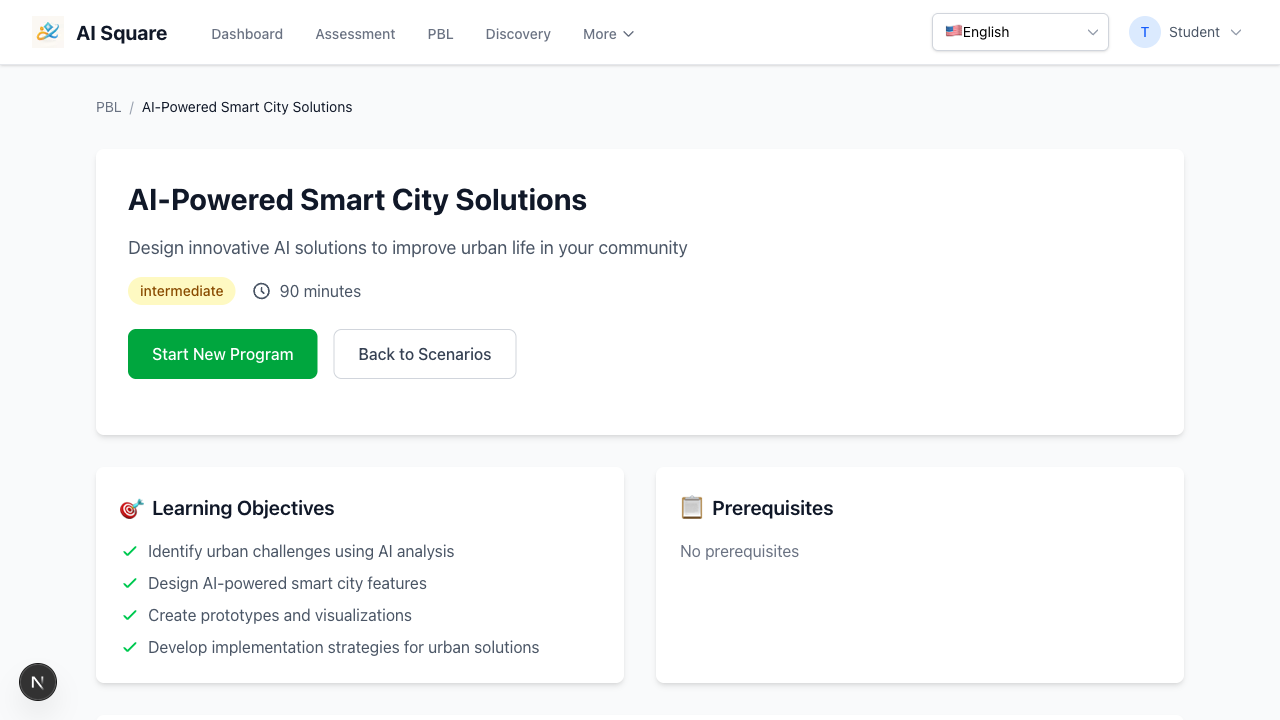 AI Square
Dashboard
Assessment
PBL
Discovery
More
English
T
Student
PBL / AI-Powered Smart City Solutions
AI-Powered Smart City Solutions
Design innovative AI solutions to improve urban life in your community
intermediate
90 minutes
Start New Program
Back to Scenarios
Learning Objectives
Identify urban challenges using AI analysis
Design AI-powered smart city features
Create prototypes and visualizations
Develop implementation strategies for urban solutions
Prerequisites
No prerequisites
N